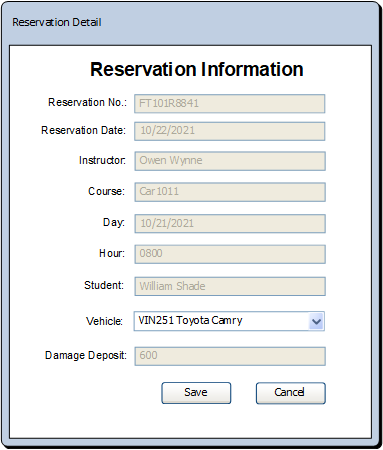 Reservation Detail
Reservation Information
Reservation No.: FT101R8841
Reservation Date: 10/22/2021
Instructor: Owen Wynne
Course: Car1011
Day: 10/21/2021
Hour: 0800
Student: William Shade
Vehicle: VIN251 Toyota Camry
Damage Deposit: 600
Save Cancel